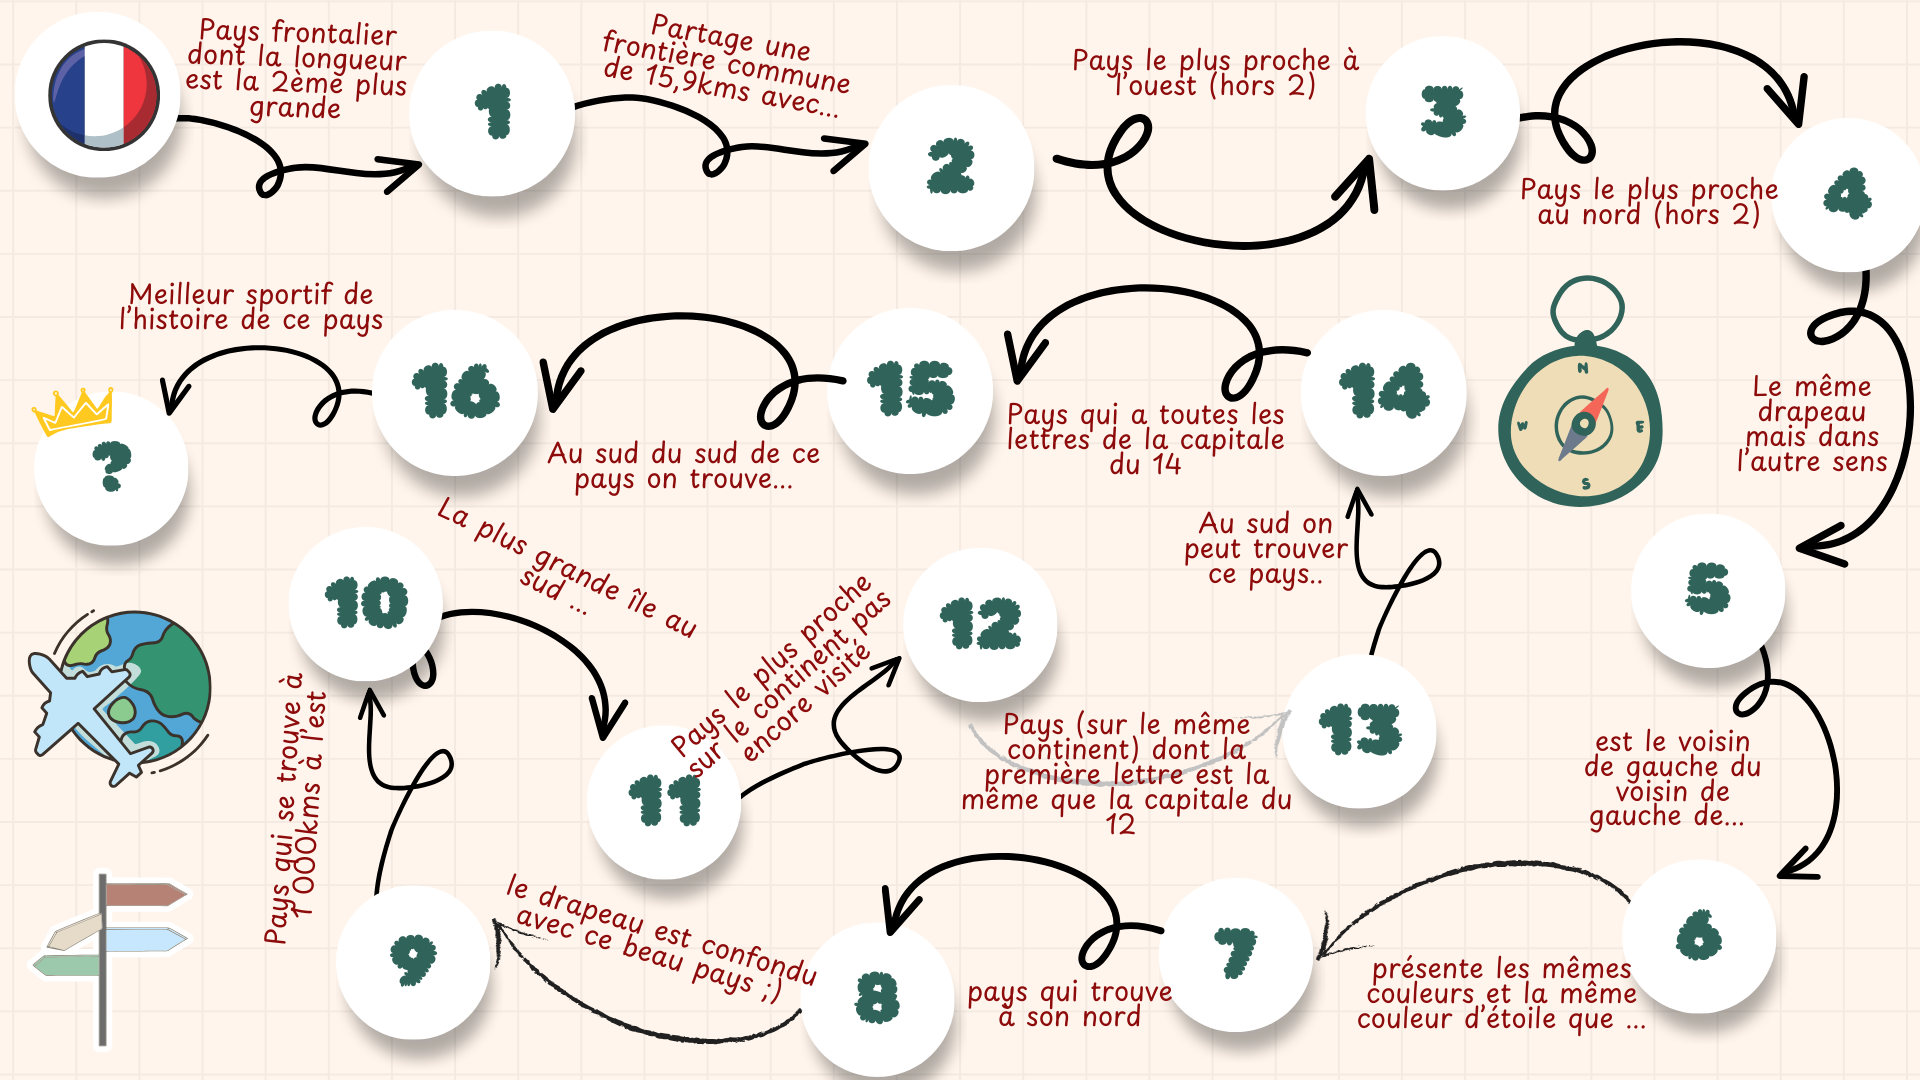 Pays frontalier
dont la longueur
est la 2ème plus
grande
1
Partage une
frontière commune
de 15,9kms avec...
2
Pays le plus proche à
l'ouest (hors 2)
3
Pays le plus proche
au nord (hors 2)
4
Le même
drapeau
mais dans
l'autre sens
5
est le voisin
de gauche du
voisin de
gauche de...
6
présente les mêmes
couleurs et la même
couleur d'étoile que ...
7
pays qui trouve
à son nord
8
le drapeau est confondu
avec ce beau pays ;)
9
Pays qui se trouve à
1 000kms à l'est
10
La plus grande île au
sud ...
11
Pays le plus proche
sur le continent pas
encore visité
12
Pays (sur le même
continent) dont la
première lettre est la
même que la capitale du
12
13
Au sud on
peut trouver
ce pays..
14
Pays qui a toutes les
lettres de la capitale
du 14
15
Au sud du sud de ce
pays on trouve...
16
Meilleur sportif de
l'histoire de ce pays
?
N
W
E
S